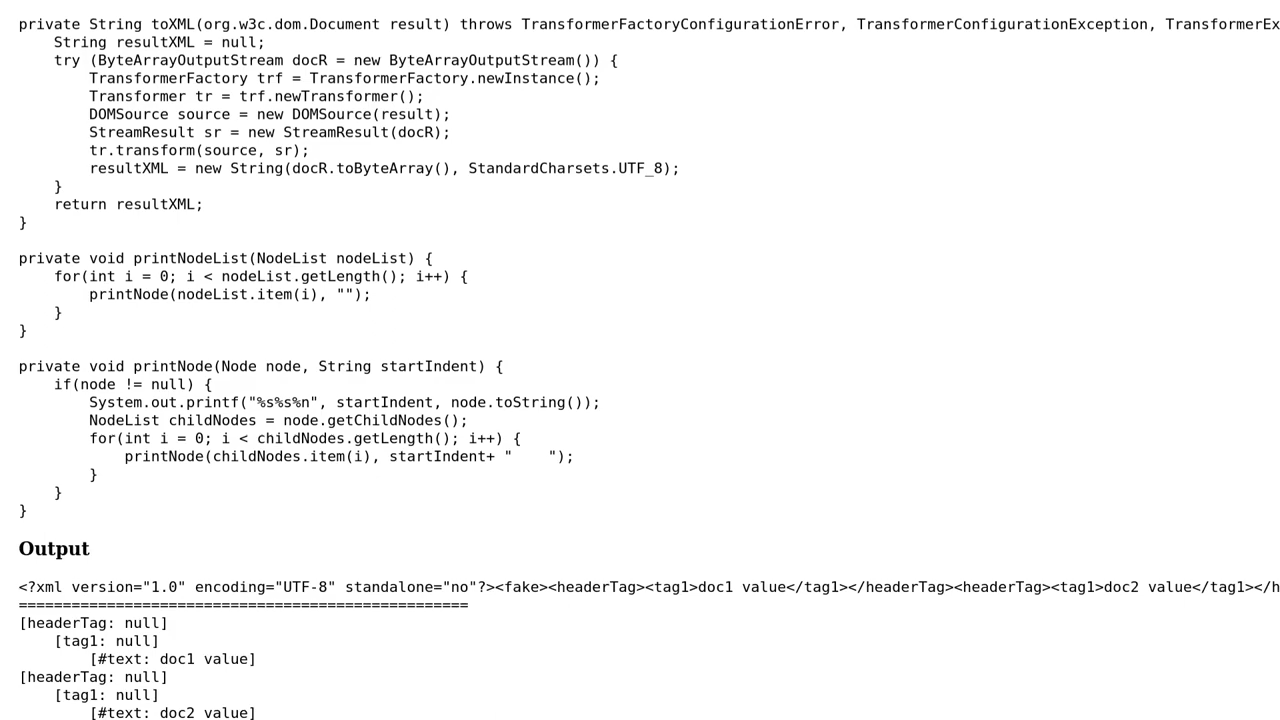 private String toXML(org.w3c.dom.Document result) throws TransformerFactoryConfigurationError, TransformerConfigurationException, TransformerEx
    String resultXML = null;
    try (ByteArrayOutputStream docR = new ByteArrayOutputStream()) {
        TransformerFactory trf = TransformerFactory.newInstance();
        Transformer tr = trf.newTransformer();
        DOMSource source = new DOMSource(result);
        StreamResult sr = new StreamResult(docR);
        tr.transform(source, sr);
        resultXML = new String(docR.toByteArray(), StandardCharsets.UTF_8);
    }
    return resultXML;
}

private void printNodeList(NodeList nodeList) {
    for(int i = 0; i < nodeList.getLength(); i++) {
        printNode(nodeList.item(i), "");
    }
}

private void printNode(Node node, String startIndent) {
    if(node != null) {
        System.out.printf("%s%s%n", startIndent, node.toString());
        NodeList childNodes = node.getChildNodes();
        for(int i = 0; i < childNodes.getLength(); i++) {
            printNode(childNodes.item(i), startIndent+ "    ");
        }
    }
}
Output
<?xml version="1.0" encoding="UTF-8" standalone="no"?><fake><headerTag><tag1>doc1 value</tag1></headerTag><headerTag><tag1>doc2 value</tag1></h
===================================================
[headerTag: null]
    [tag1: null]
        [#text: doc1 value]
[headerTag: null]
    [tag1: null]
        [#text: doc2 value]